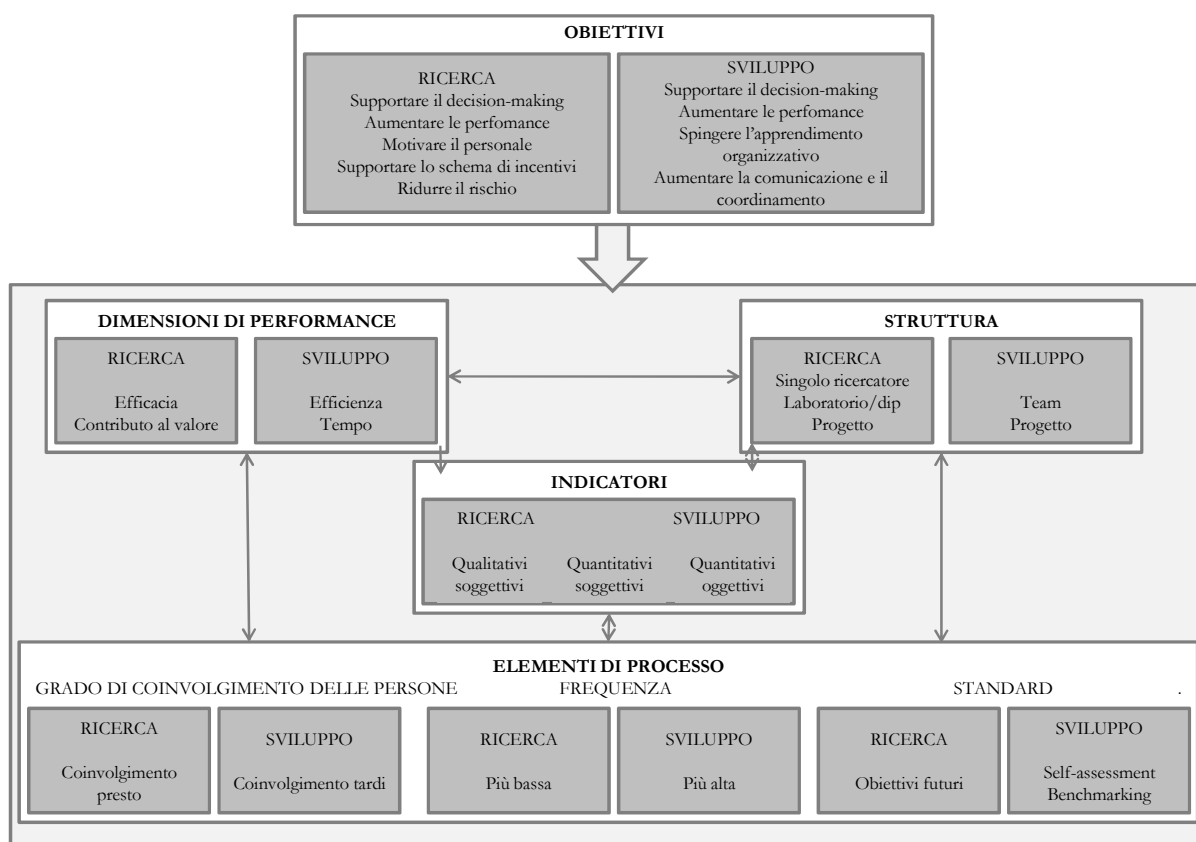 OBIETTIVI
RICERCA
Supportare il decision-making
Aumentare le perfomance
Motivare il personale
Supportare lo schema di incentivi
Ridurre il rischio
SVILUPPO
Supportare il decision-making
Aumentare le perfomance
Spingere l'apprendimento
organizzativo
Aumentare la comunicazione e il
coordinamento
DIMENSIONI DI PERFORMANCE
RICERCA
Efficacia
Contributo al valore
SVILUPPO
Efficienza
Tempo
STRUTTURA
RICERCA
Singolo ricercatore
Laboratorio/dip
Progetto
SVILUPPO
Team
Progetto
INDICATORI
RICERCA SVILUPPO
Qualitativi Quantitativi Quantitativi
soggettivi soggettivi oggettivi
ELEMENTI DI PROCESSO
GRADO DI COINVOLGIMENTO DELLE PERSONE FREQUENZA STANDARD .
RICERCA
Coinvolgimento
presto
SVILUPPO
Coinvolgimento tardi
RICERCA
Più bassa
SVILUPPO
Più alta
RICERCA
Obiettivi futuri
SVILUPPO
Self-assessment
Benchmarking